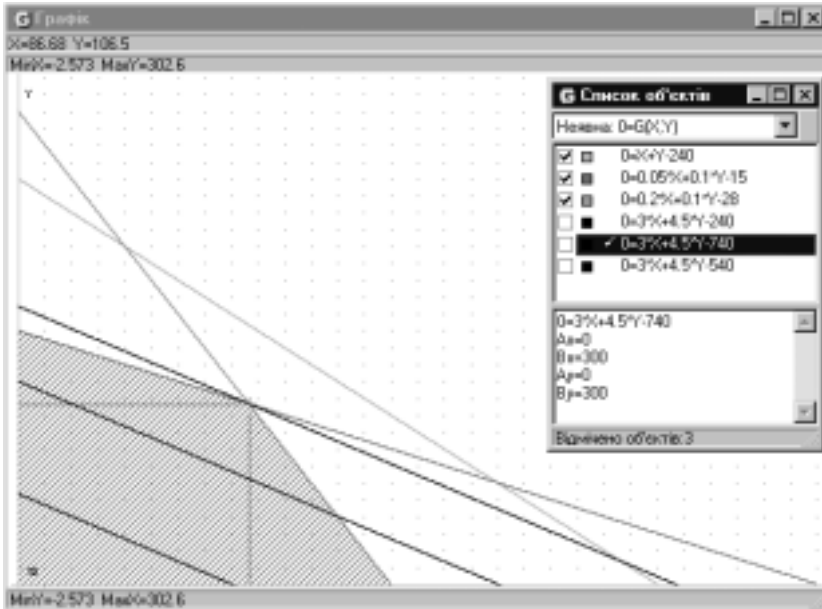 Графік
X=86.68 Y=106.5
MinX=-2.573 MaxY=302.6
Y
Список об'єктів
Неявна: 0=G(X,Y)
0=X+Y-240
0=0.05*X+0.1*Y-15
0=0.2*X+0.1*Y-28
0=3*X+4.5*Y-240
0=3*X+4.5*Y-740
0=3*X+4.5*Y-540
0=3*X+4.5*Y-740
Ax=0
Bx=300
Ay=0
By=300
Відмічено об'єктів:3
MinY=-2.573 MaxX=302.6